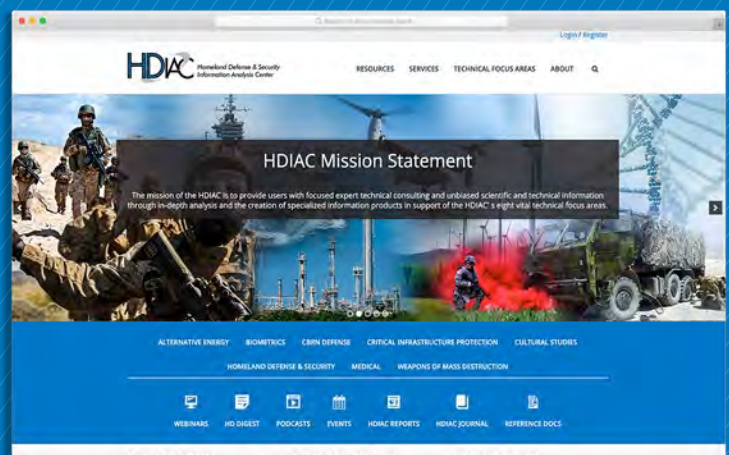 Login / Register
HDIAC Homeland Defense & Security
Information Analysis Center
RESOURCES SERVICES TECHNICAL FOCUS AREAS ABOUT
HDIAC Mission Statement
The mission of the HDIAC is to provide users with focused expert technical consulting and unbiased scientific and technical information
through in-depth analysis and the creation of specialized information products in support of the HDIAC' s eight vital technical focus areas.
ALTERNATIVE ENERGY BIOMETRICS CBRN DEFENSE CRITICAL INFRASTRUCTURE PROTECTION CULTURAL STUDIES
HOMELAND DEFENSE & SECURITY MEDICAL WEAPONS OF MASS DESTRUCTION
WEBINARS HD DIGEST PODCASTS EVENTS HDIAC REPORTS HDIAC JOURNAL REFERENCE DOCS